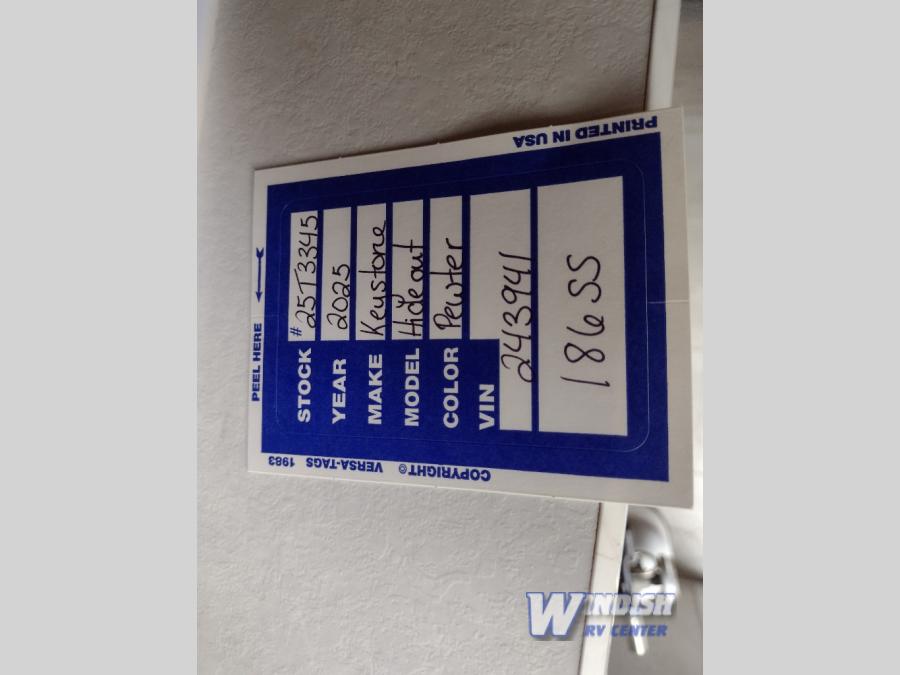 PEEL HERE
STOCK # 25T3345
YEAR 2025
MAKE Keystone
MODEL Hideout
COLOR Pewter
VIN 243941
186SS
COPYRIGHT © VERSA-TAGS 1983
PRINTED IN USA
WINDISH
RV CENTER